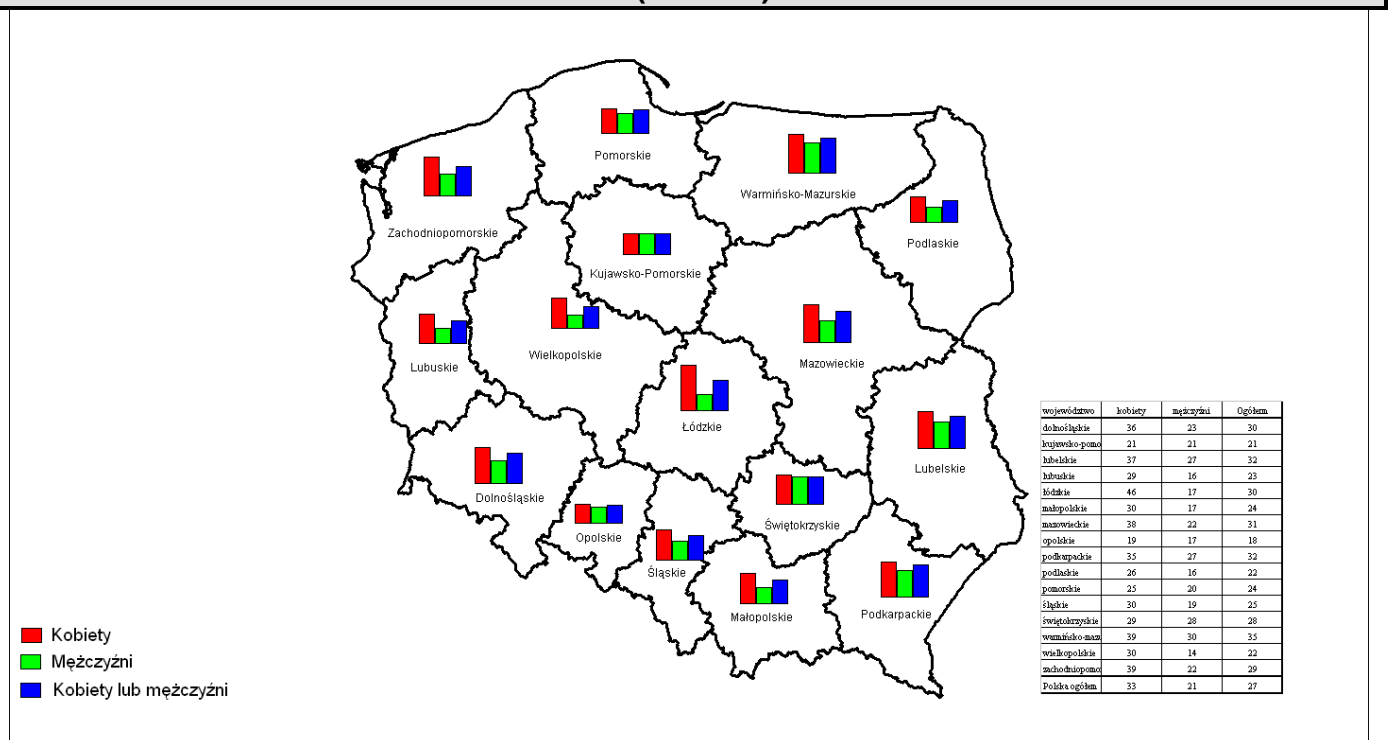 Pomorskie
Warmińsko-Mazurskie
Zachodniopomorskie
Podlaskie
Kujawsko-Pomorskie
Wielkopolskie
Mazowieckie
Lubuskie
Łódzkie
Lubelskie
Dolnośląskie
Świętokrzyskie
Opolskie
Śląskie
Małopolskie
Podkarpackie
województwo kobiety mężczyźni Ogółem
dolnośląskie 36 23 30
kujawsko-pomo 21 21 21
lubelskie 37 27 32
lubuskie 29 16 23
łódzkie 46 17 30
małopolskie 30 17 24
mazowieckie 38 22 31
opolskie 19 17 18
podkarpackie 35 27 32
podlaskie 26 16 22
pomorskie 25 20 24
śląskie 30 19 25
świętokrzyskie 29 28 28
warmińsko-maz 39 30 35
wielkopolskie 30 14 22
zachodniopomo 39 22 29
Polska ogółem 33 21 27
Kobiety
Mężczyźni
Kobiety lub mężczyźni